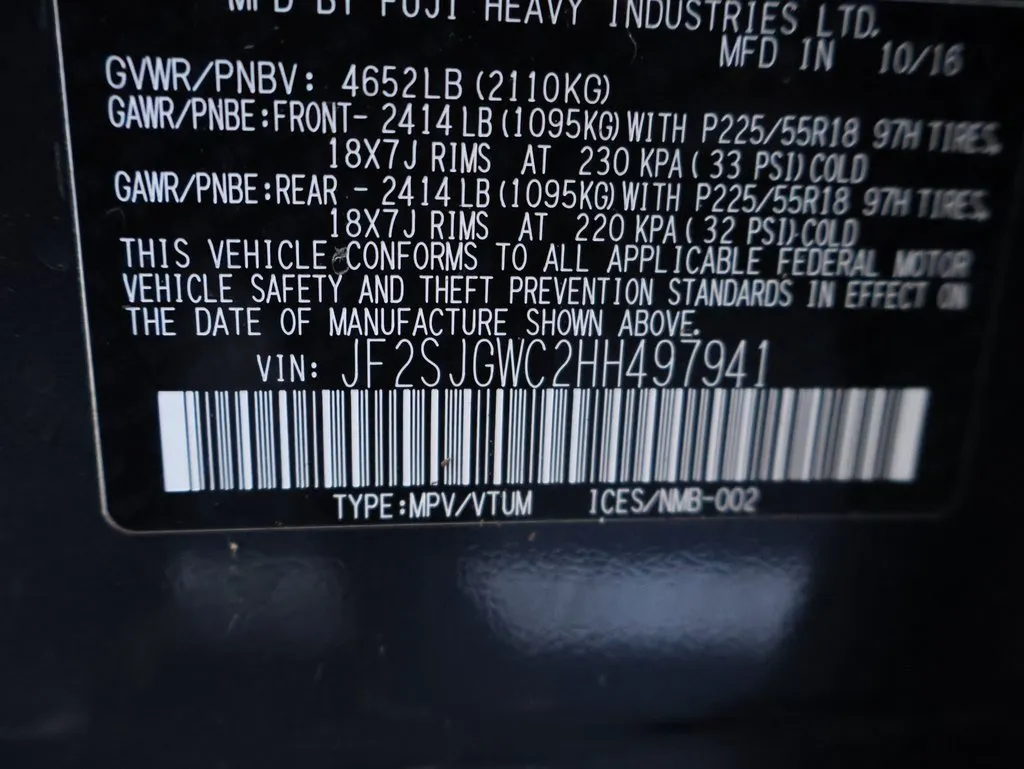 MFD BY FUJI HEAVY INDUSTRIES LTD.
MFD IN 10/16
GVWR/PNBV: 4652LB (2110KG)
GAWR/PNBE:FRONT- 2414 LB (1095KG) WITH P225/55R18 97H TIRES
18X7J RIMS AT 230 KPA ( 33 PSI) COLD
GAWR/PNBE:REAR - 2414 LB (1095KG) WITH P225/55R18 97H TIRES
18X7J RIMS AT 220 KPA ( 32 PSI) COLD
THIS VEHICLE CONFORMS TO ALL APPLICABLE FEDERAL MOTOR
VEHICLE SAFETY AND THEFT PREVENTION STANDARDS IN EFFECT ON
THE DATE OF MANUFACTURE SHOWN ABOVE.
VIN: JF2SJGWC2HH497941
TYPE:MPV/VTUM ICES/NMB-002